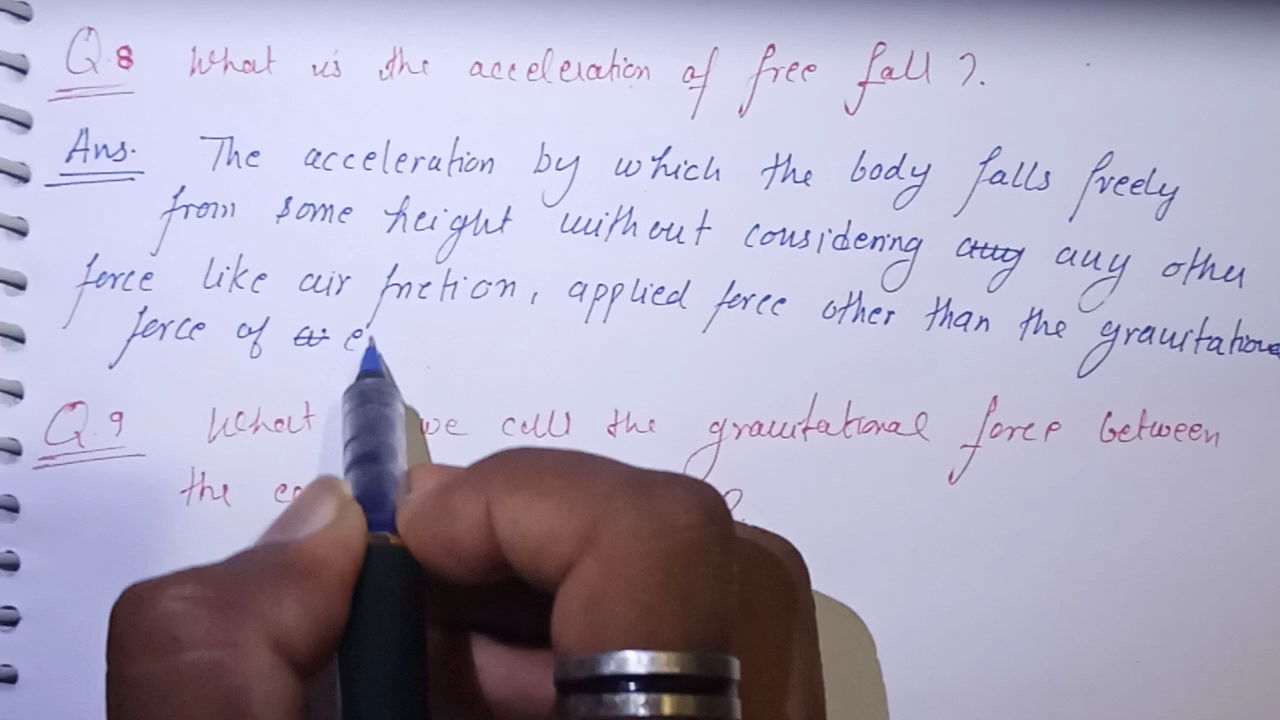 Q.8 What is the acceleration of free fall ?.
Ans. The acceleration by which the body falls freely
from some height without considering any any other
force like air friction, applied force other than the gravitationa
force of e
Q.9 What we call the gravitational force between
the